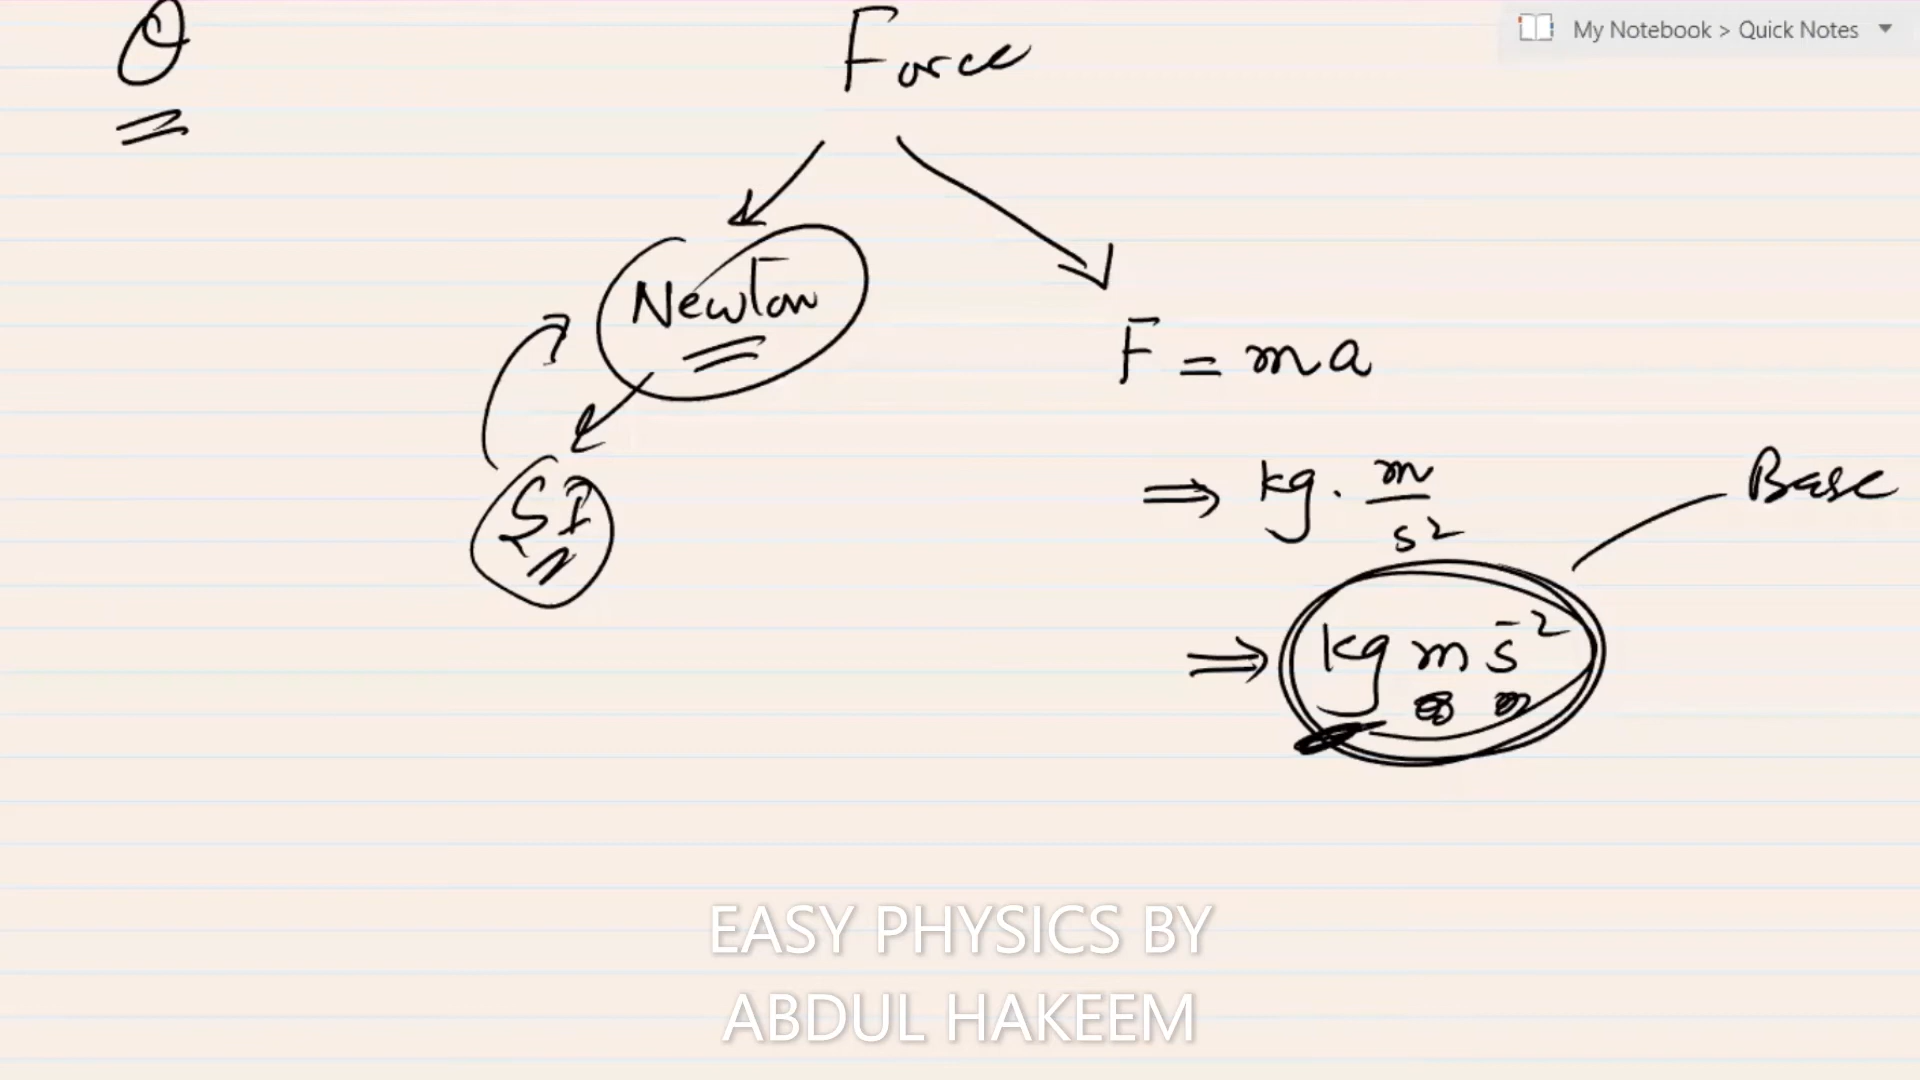 My Notebook > Quick Notes
θ
Force
Newton
SI
F = ma
⇒ kg . m/s²
Base
⇒ kg m s⁻²
EASY PHYSICS BY
ABDUL HAKEEM